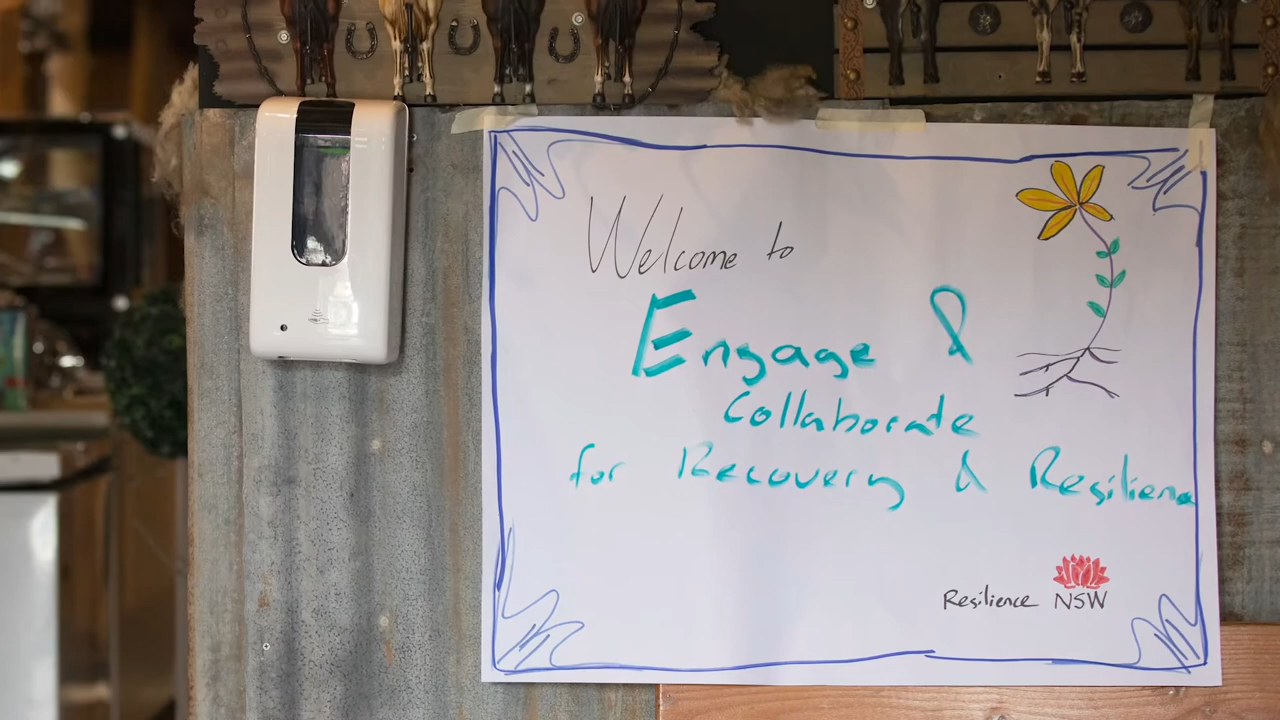 Welcome to
Engage &
Collaborate
for Recovery & Resilience
Resilience NSW